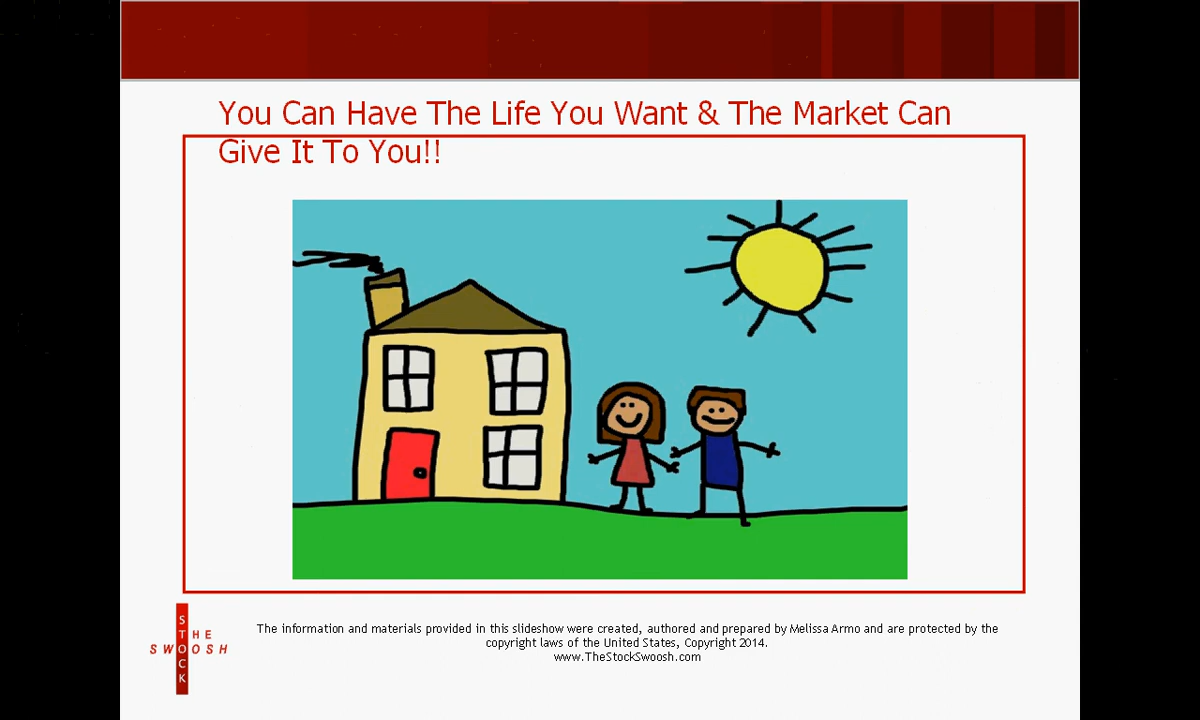 You Can Have The Life You Want & The Market Can
Give It To You!!
THE
STOCK
SWOOSH
The information and materials provided in this slideshow were created, authored and prepared by Melissa Armo and are protected by the
copyright laws of the United States, Copyright 2014.
www.TheStockSwoosh.com